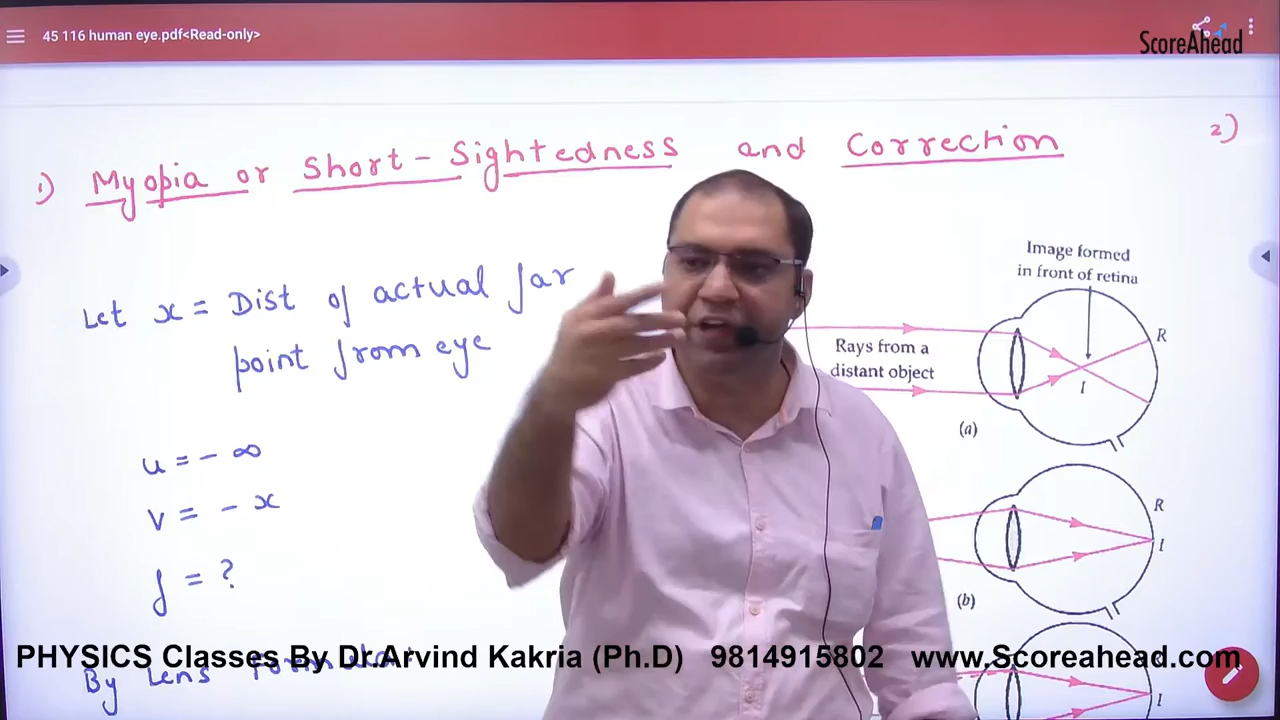 45 116 human eye.pdf<Read-only>
ScoreAhead
1) Myopia or Short-Sightedness and Correction
2)
Let x = Dist of actual far
point from eye
u = - ∞
v = - x
f = ?
By Lens Formula
Image formed
in front of retina
Rays from a
distant object
R
I
(a)
R
I
(b)
I
PHYSICS Classes By Dr.Arvind Kakria (Ph.D) 9814915802 www.Scoreahead.com